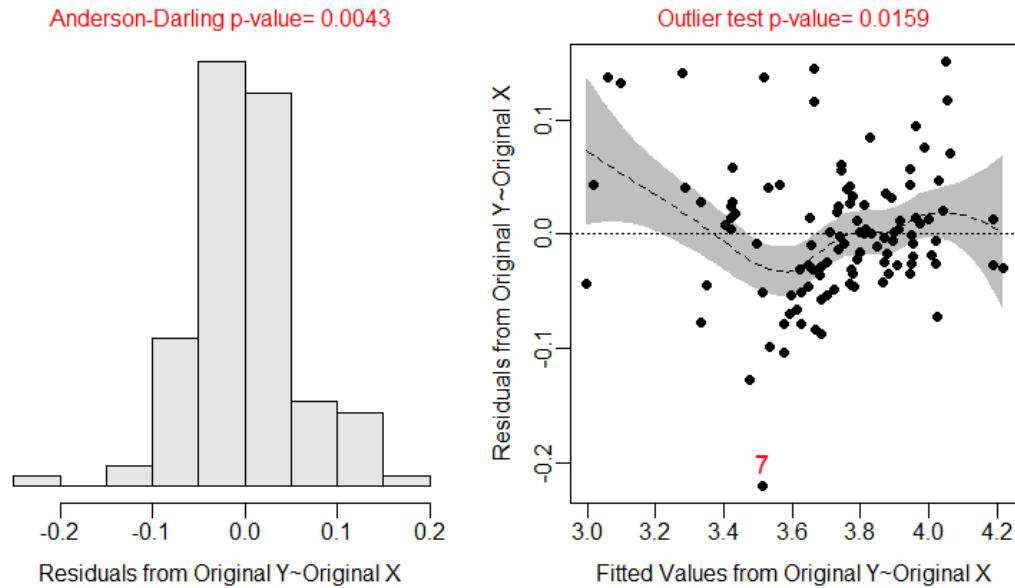 Anderson-Darling p-value= 0.0043
-0.2 -0.1 0.0 0.1 0.2
Residuals from Original Y~Original X
Outlier test p-value= 0.0159
Residuals from Original Y~Original X
0.1
0.0
-0.1
-0.2
7
3.0 3.2 3.4 3.6 3.8 4.0 4.2
Fitted Values from Original Y~Original X